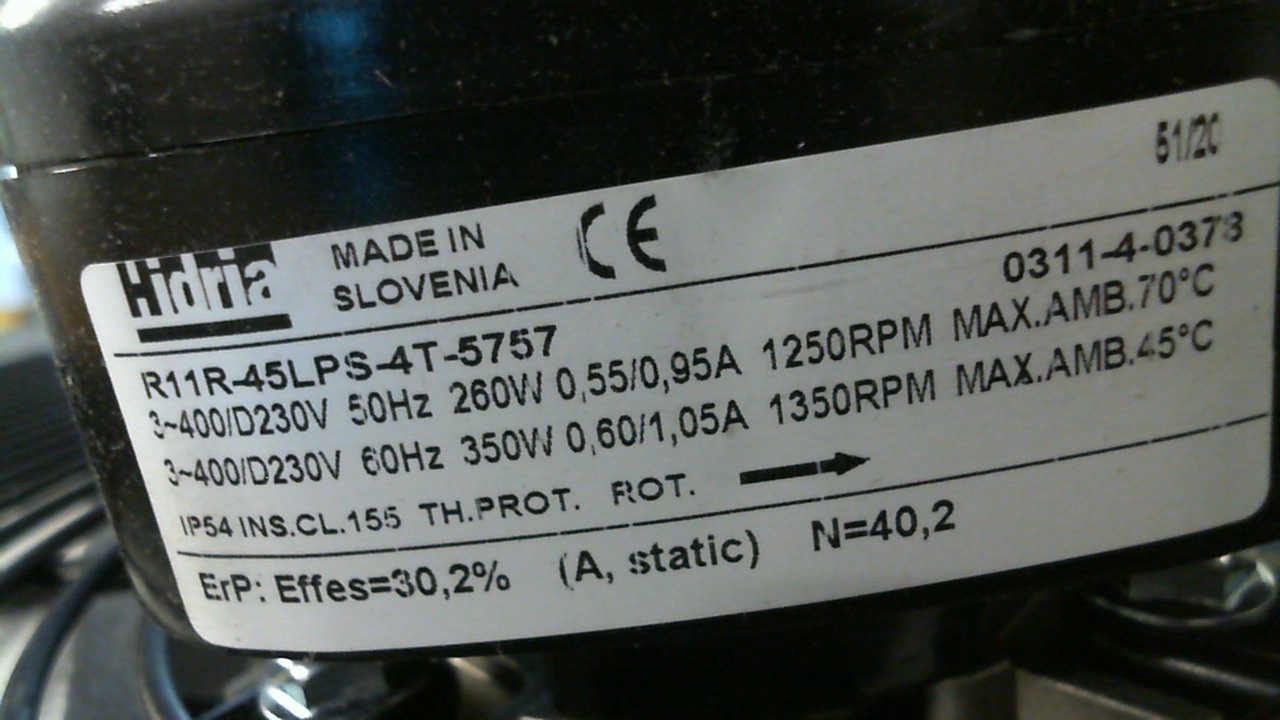 51/20
Hidria MADE IN SLOVENIA CE
0311-4-0378
R11R-45LPS-4T-5757
3~400/D230V 50Hz 260W 0,55/0,95A 1250RPM MAX.AMB.70°C
3~400/D230V 60Hz 350W 0,60/1,05A 1350RPM MAX.AMB.45°C
IP54 INS.CL.155 TH.PROT. ROT.
ErP: Effes=30,2% (A, static) N=40,2